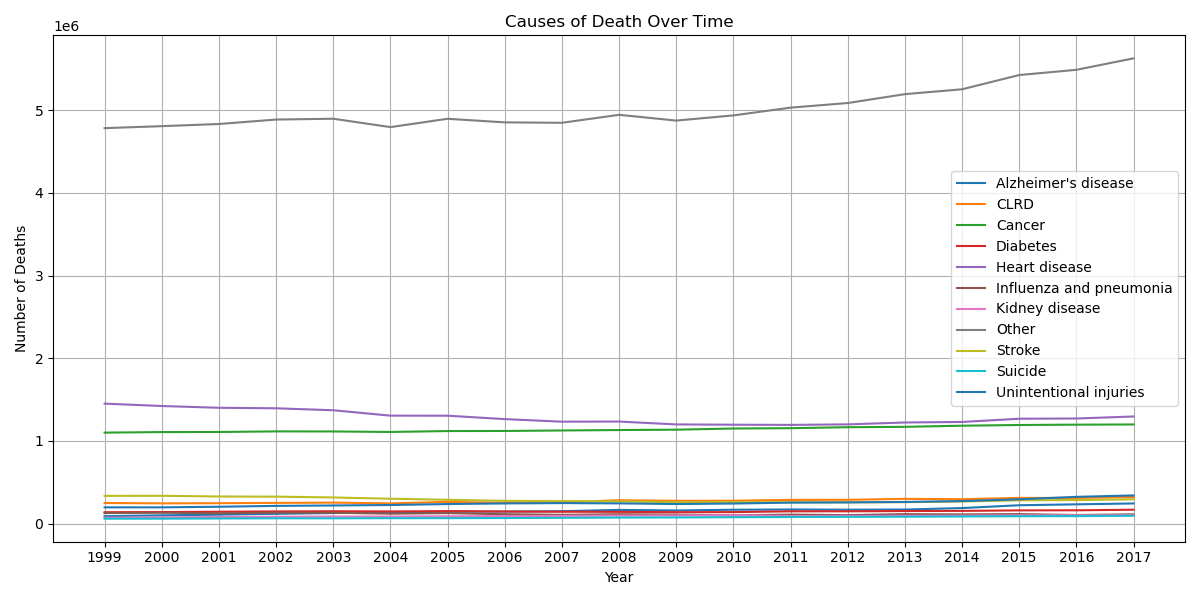 Causes of Death Over Time
1e6
5
4
3
2
1
0
Number of Deaths
Alzheimer's disease
CLRD
Cancer
Diabetes
Heart disease
Influenza and pneumonia
Kidney disease
Other
Stroke
Suicide
Unintentional injuries
1999 2000 2001 2002 2003 2004 2005 2006 2007 2008 2009 2010 2011 2012 2013 2014 2015 2016 2017
Year